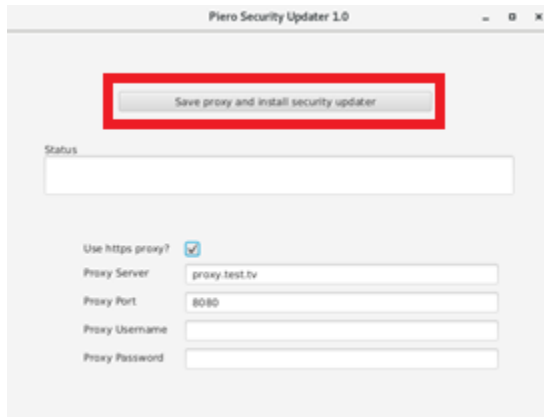 Piero Security Updater 1.0
Save proxy and install security updater
Status
Use https proxy?
Proxy Server proxy.test.tv
Proxy Port 8080
Proxy Username
Proxy Password